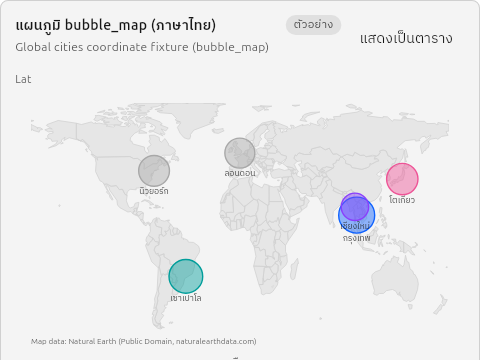 แผนภูมิ bubble_map (ภาษาไทย)
ตัวอย่าง
แสดงเป็นตาราง
Global cities coordinate fixture (bubble_map)
Lat
ลอนดอน
นิวยอร์ก
โตเกียว
เชียงใหม่
กรุงเทพ
เซาเปาโล
Map data: Natural Earth (Public Domain, naturalearthdata.com)